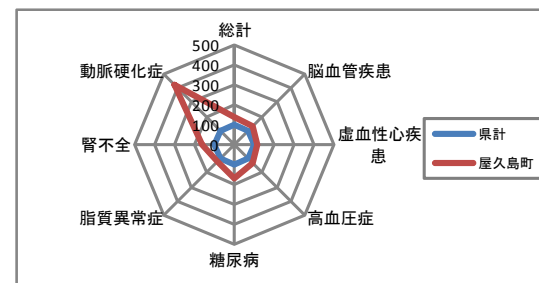 総計
500
400
300
200
100
0
動脈硬化症
脳血管疾患
腎不全
虚血性心疾
患
県計
屋久島町
脂質異常症
高血圧症
糖尿病